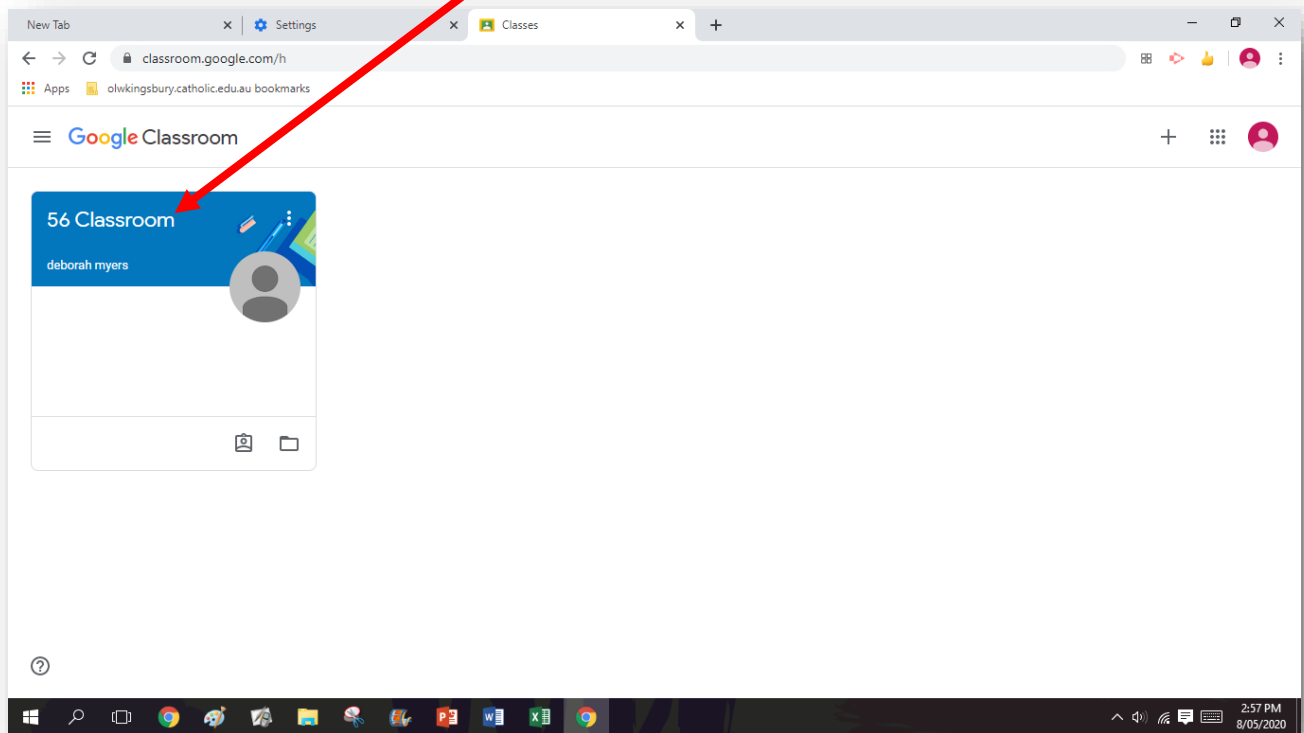 New Tab
Settings
Classes
classroom.google.com/h
Apps
olwkingsbury.catholic.edu.au bookmarks
Google Classroom
56 Classroom
deborah myers
2:57 PM
8/05/2020